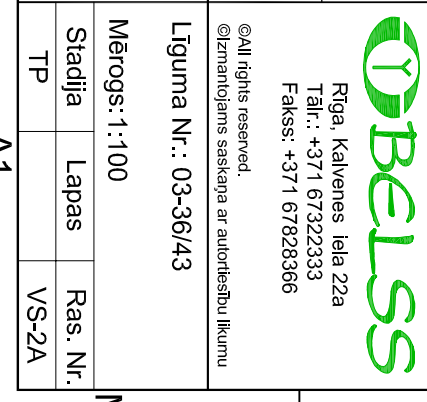 BELSS
Rīga, Kalvenes iela 22a
Tālr.: +371 67322333
Fakss: +371 67828366
©All rights reserved.
©Izmantojams saskaņa ar autortiesību likumu
Līguma Nr.: 03-36/43
Mērogs: 1:100
Stadija Lapas Ras. Nr.
TP VS-2A